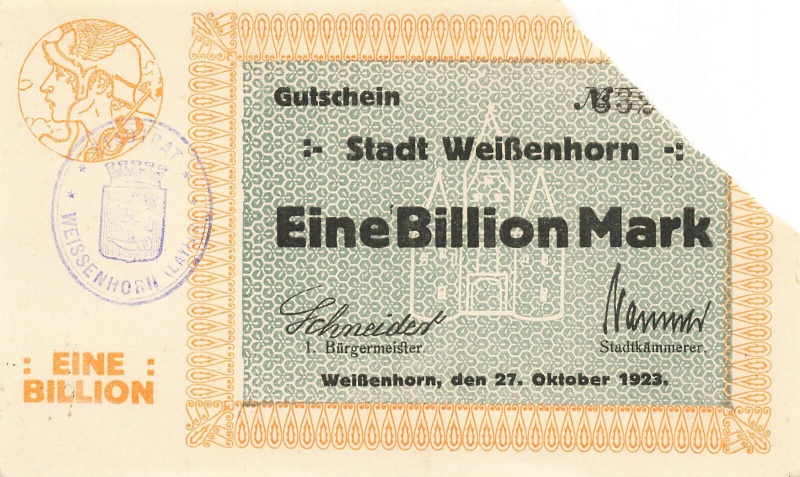 Gutschein № 3
:- Stadt Weißenhorn -:
Eine Billion Mark
Schneider
1. Bürgermeister.
Stadtkämmerer.
Weißenhorn, den 27. Oktober 1923.
WEISSENHORN
: EINE :
BILLION